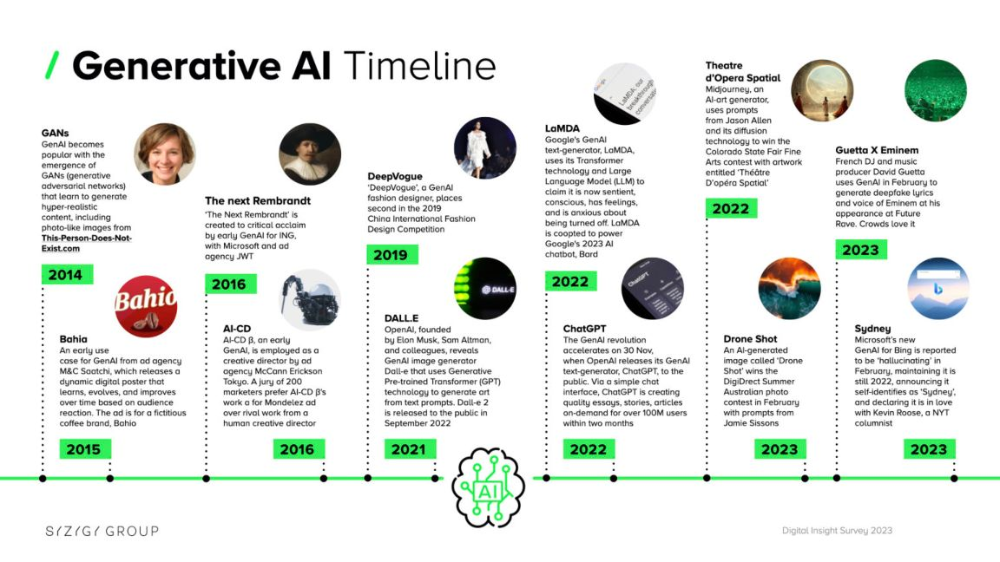 / Generative AI Timeline
GANs
GenAI becomes
popular with the
emergence of
GANs (generative
adversarial networks)
that learn to generate
hyper-realistic
content, including
photo-like images from
This-Person-Does-Not-
Exist.com
2014
Bahio
Bahia
An early use
case for GenAI from ad agency
M&C Saatchi, which releases a
dynamic digital poster that
learns, evolves, and improves
over time based on audience
reaction. The ad is for a fictitious
coffee brand, Bahio
2015
The next Rembrandt
‘The Next Rembrandt’ is
created to critical acclaim
by early GenAI for ING,
with Microsoft and ad
agency JWT
2016
AI-CD
AI-CD β, an early
GenAI, is employed as a
creative director by ad
agency McCann Erickson
Tokyo. A jury of 200
marketers prefer AI-CD β’s
work a for Mondelez ad
over rival work from a
human creative director
2016
DeepVogue
‘DeepVogue’, a GenAI
fashion designer, places
second in the 2019
China International Fashion
Design Competition
2019
DALL-E
DALL.E
OpenAI, founded
by Elon Musk, Sam Altman,
and colleagues, reveals
GenAI image generator
Dall-e that uses Generative
Pre-trained Transformer (GPT)
technology to generate art
from text prompts. Dall-e 2
is released to the public in
September 2022
2021
Google
LaMDA: our
breakthrough
conversati
LaMDA
Google’s GenAI
text-generator, LaMDA,
uses its Transformer
technology and Large
Language Model (LLM) to
claim it is now sentient,
conscious, has feelings,
and is anxious about
being turned off. LaMDA
is coopted to power
Google’s 2023 AI
chatbot, Bard
2022
ChatGPT
ChatGPT
The GenAI revolution
accelerates on 30 Nov,
when OpenAI releases its GenAI
text-generator, ChatGPT, to the
public. Via a simple chat
interface, ChatGPT is creating
quality essays, stories, articles
on-demand for over 100M users
within two months
2022
Theatre
d’Opera Spatial
Midjourney, an
AI-art generator,
uses prompts
from Jason Allen
and its diffusion
technology to win the
Colorado State Fair Fine
Arts contest with artwork
entitled ‘Théâtre
D’opéra Spatial’
2022
Drone Shot
An AI-generated
image called ‘Drone
Shot’ wins the
DigiDirect Summer
Australian photo
contest in February
with prompts from
Jamie Sissons
2023
Guetta X Eminem
French DJ and music
producer David Guetta
uses GenAI in February to
generate deepfake lyrics
and voice of Eminem at his
appearance at Future
Rave. Crowds love it
2023
Sydney
Microsoft’s new
GenAI for Bing is reported
to be ‘hallucinating’ in
February, maintaining it is
still 2022, announcing it
self-identifies as ‘Sydney’,
and declaring it is in love
with Kevin Roose, a NYT
columnist
2023
AI
SYZYGY GROUP
Digital Insight Survey 2023